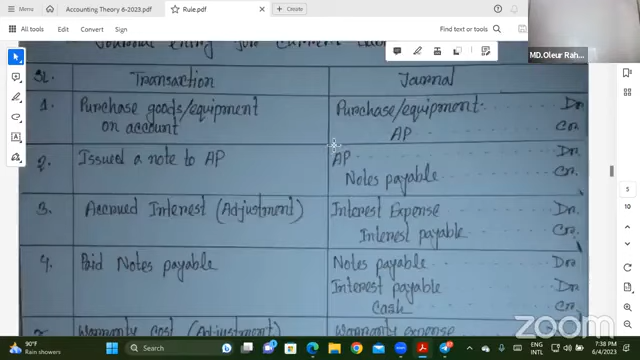 Accounting Theory 6-2023.pdf
Rule.pdf
Create
All tools
Edit
Convert
Sign
Find text or tools
MD.Oleur Rah...
Sl. Transaction Journal
1. Purchase goods/equipment on account
Purchase/equipment Dr.
AP Cr.
2. Issued a note to AP
AP Dr.
Notes payable Cr.
3. Accrued Interest (Adjustment)
Interest Expense Dr.
Interest payable Cr.
4. Paid Notes payable
Notes payable Dr.
Interest payable Dr.
Cash Cr.
Warranty Cost (Adjustment)
Warranty expense
5
10
zoom
90°F
Rain showers
Search
ENG
INTL
7:38 PM
6/4/2023